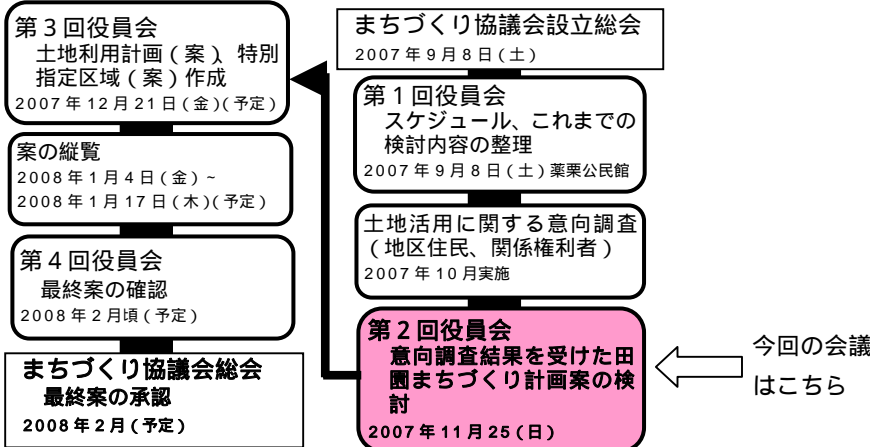 まちづくり協議会設立総会
2007年9月8日(土)
第1回役員会
スケジュール、これまでの
検討内容の整理
2007年9月8日(土)薬栗公民館
土地活用に関する意向調査
(地区住民、関係権利者)
2007年10月実施
第2回役員会
意向調査結果を受けた田
園まちづくり計画案の検
討
2007年11月25(日)
今回の会議
はこちら
第3回役員会
土地利用計画(案)、特別
指定区域(案)作成
2007年12月21日(金)(予定)
案の縦覧
2008年1月4日(金)~
2008年1月17日(木)(予定)
第4回役員会
最終案の確認
2008年2月頃(予定)
まちづくり協議会総会
最終案の承認
2008年2月(予定)